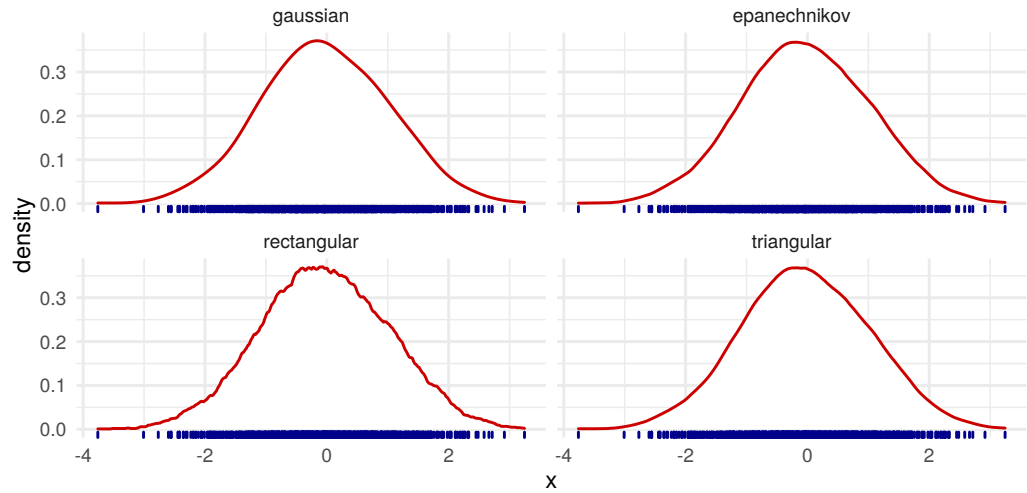 gaussian
epanechnikov
0.3
0.2
0.1
0.0
density
rectangular
triangular
0.3
0.2
0.1
0.0
-4 -2 0 2 -4 -2 0 2
x